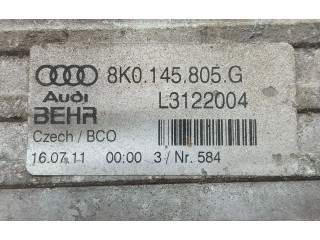 8K0.145.805.G
Audi L3122004
BEHR
Czech / BCO
16.07.11 00:00 3 / Nr. 584